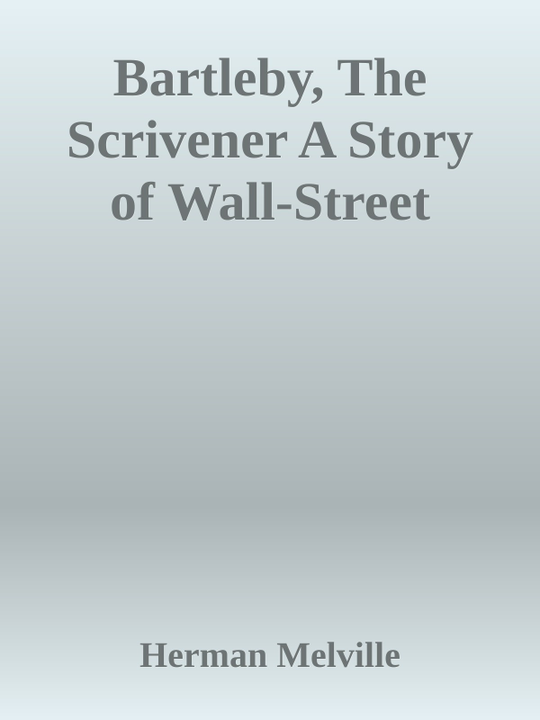 Bartleby, The
Scrivener A Story
of Wall-Street
Herman Melville